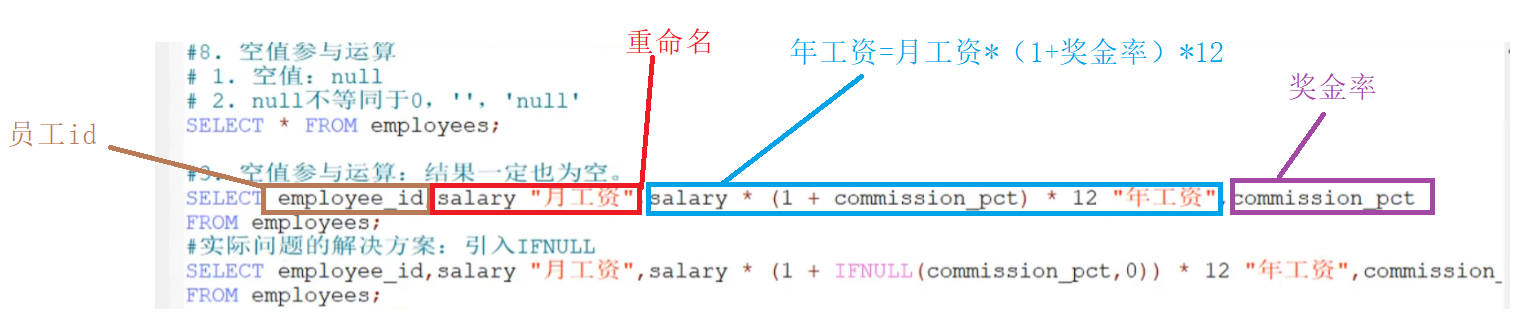 重命名
年工资=月工资*（1+奖金率）*12
奖金率
员工id
#8. 空值参与运算
# 1. 空值：null
# 2. null不等同于0，''，'null'
SELECT * FROM employees;
#3. 空值参与运算：结果一定也为空。
SELECT employee_id,salary "月工资",salary * (1 + commission_pct) * 12 "年工资",commission_pct
FROM employees;
#实际问题的解决方案：引入IFNULL
SELECT employee_id,salary "月工资",salary * (1 + IFNULL(commission_pct,0)) * 12 "年工资",commission_
FROM employees;